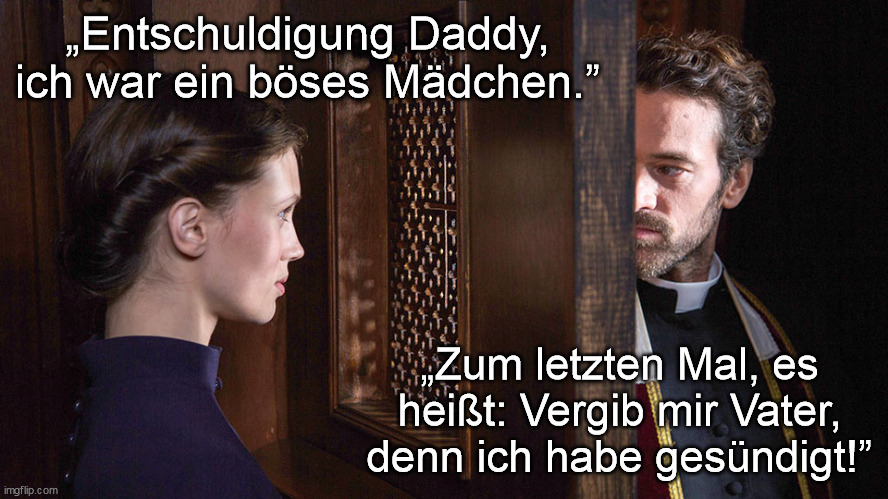 „Entschuldigung Daddy,
ich war ein böses Mädchen.”
„Zum letzten Mal, es
heißt: Vergib mir Vater,
denn ich habe gesündigt!”
imgflip.com